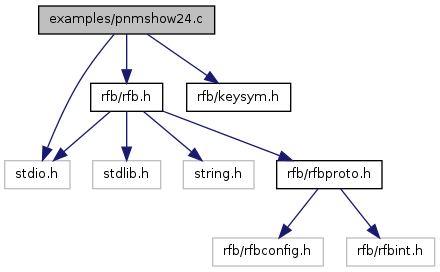 examples/pnmshow24.c
rfb/rfb.h
rfb/keysym.h
stdio.h
stdlib.h
string.h
rfb/rfbproto.h
rfb/rfbconfig.h
rfb/rfbint.h